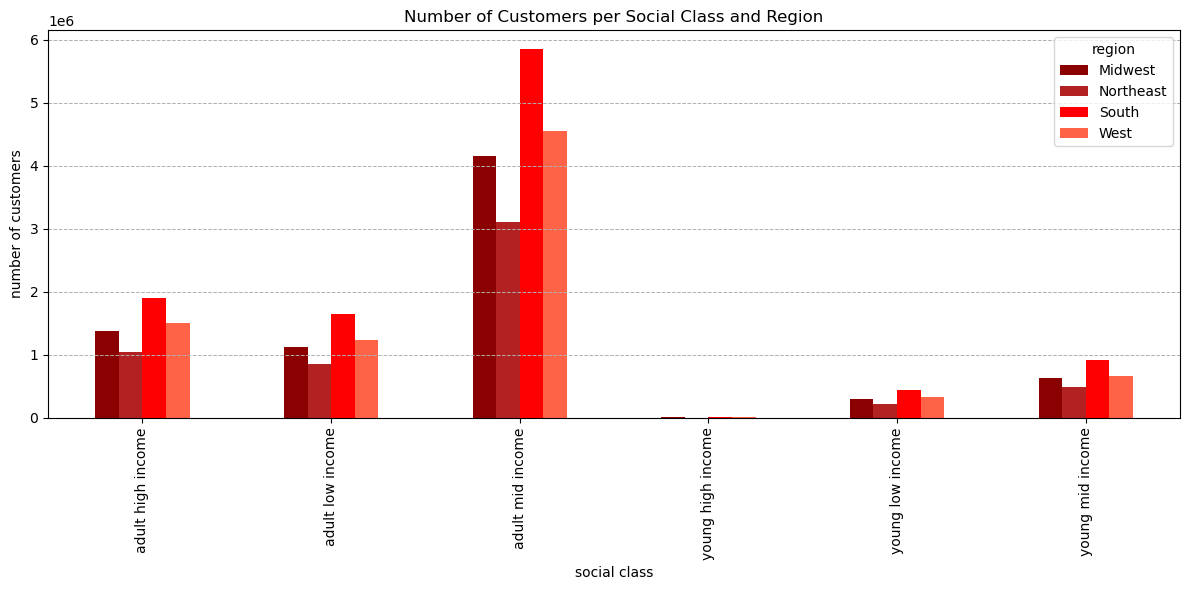 Number of Customers per Social Class and Region
1e6
6
5
4
3
2
1
0
number of customers
region
Midwest
Northeast
South
West
adult high income
adult low income
adult mid income
young high income
young low income
young mid income
social class